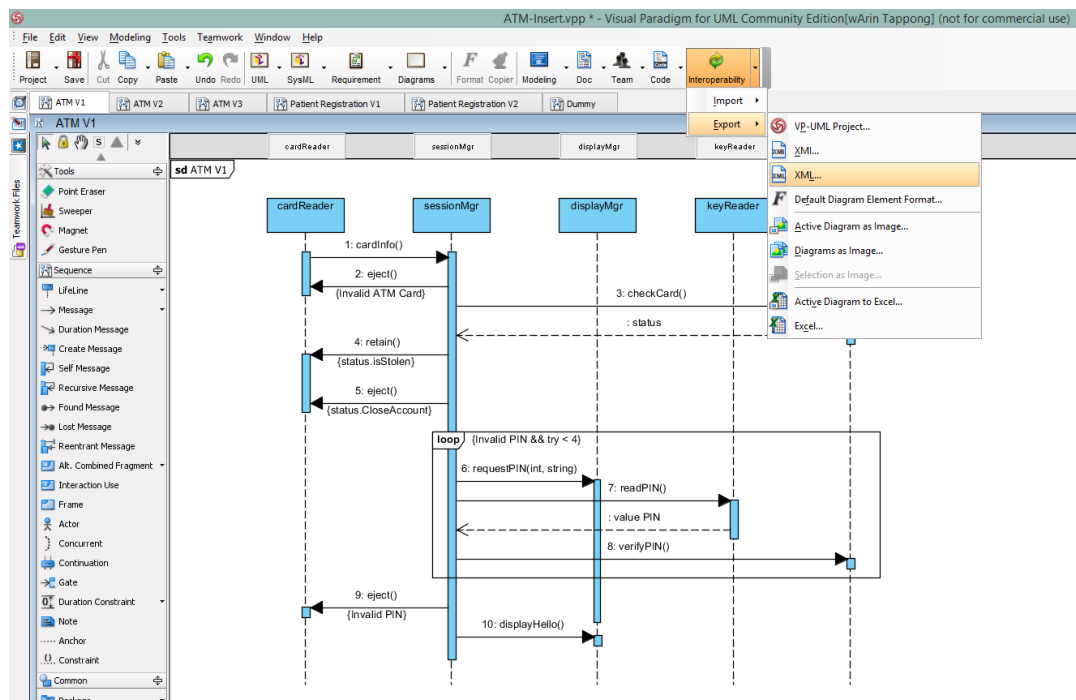 ATM-Insert.vpp * - Visual Paradigm for UML Community Edition[wArin Tappong] (not for commercial use)
File Edit View Modeling Tools Teamwork Window Help
Project Save Cut Copy Paste Undo Redo UML SysML Requirement Diagrams Format Copier Modeling Doc Team Code Interoperability
ATM V1 ATM V2 ATM V3 Patient Registration V1 Patient Registration V2 Dummy
Import
Export
VP-UML Project...
XMI...
XML...
Default Diagram Element Format...
Active Diagram as Image...
Diagrams as Image...
Selection as Image...
Active Diagram to Excel...
Excel...
Teamwork Files
ATM V1
Tools
Point Eraser
Sweeper
Magnet
Gesture Pen
Sequence
LifeLine
Message
Duration Message
Create Message
Self Message
Recursive Message
Found Message
Lost Message
Reentrant Message
Alt. Combined Fragment
Interaction Use
Frame
Actor
Concurrent
Continuation
Gate
Duration Constraint
Note
Anchor
Constraint
Common
cardReader sessionMgr displayMgr keyReader
sd ATM V1
cardReader sessionMgr displayMgr keyReader
1: cardInfo()
2: eject()
{Invalid ATM Card}
3: checkCard()
: status
4: retain()
{status.isStolen}
5: eject()
{status.CloseAccount}
loop {Invalid PIN && try < 4}
6: requestPIN(int, string)
7: readPIN()
: value PIN
8: verifyPIN()
9: eject()
{Invalid PIN}
10: displayHello()